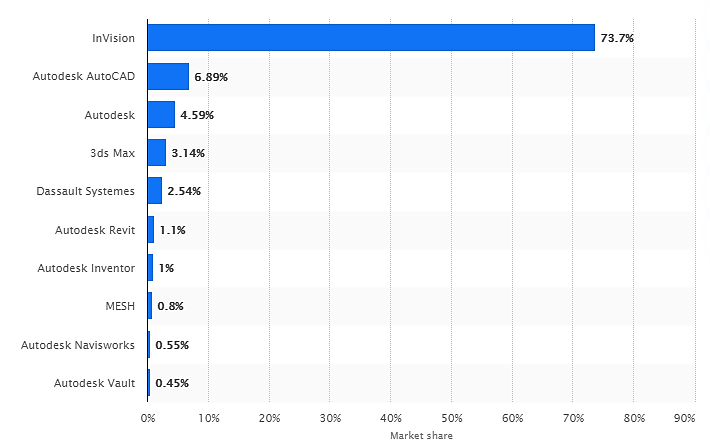 InVision 73.7%
Autodesk AutoCAD 6.89%
Autodesk 4.59%
3ds Max 3.14%
Dassault Systemes 2.54%
Autodesk Revit 1.1%
Autodesk Inventor 1%
MESH 0.8%
Autodesk Navisworks 0.55%
Autodesk Vault 0.45%
0% 10% 20% 30% 40% 50% 60% 70% 80% 90%
Market share